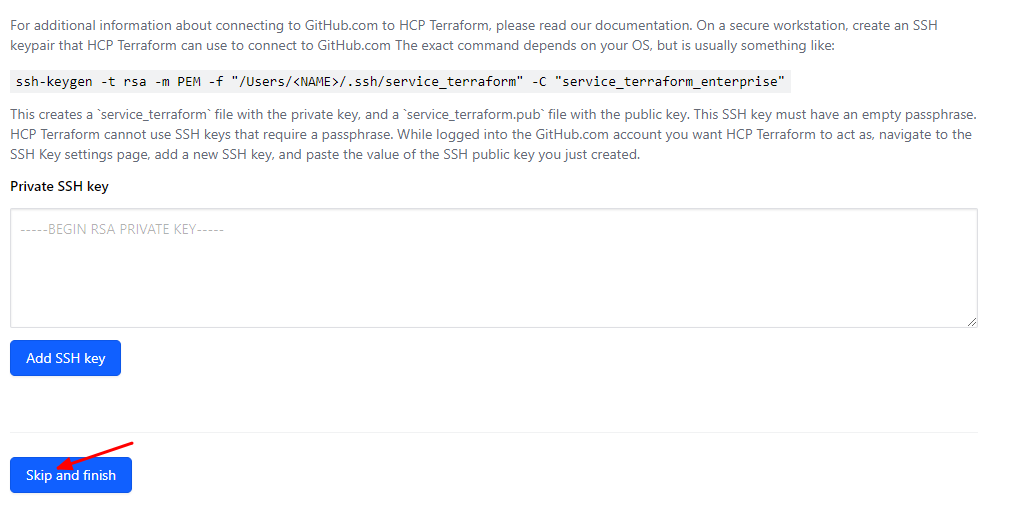 For additional information about connecting to GitHub.com to HCP Terraform, please read our documentation. On a secure workstation, create an SSH
keypair that HCP Terraform can use to connect to GitHub.com The exact command depends on your OS, but is usually something like:
ssh-keygen -t rsa -m PEM -f "/Users/<NAME>/.ssh/service_terraform" -C "service_terraform_enterprise"
This creates a `service_terraform` file with the private key, and a `service_terraform.pub` file with the public key. This SSH key must have an empty passphrase.
HCP Terraform cannot use SSH keys that require a passphrase. While logged into the GitHub.com account you want HCP Terraform to act as, navigate to the
SSH Key settings page, add a new SSH key, and paste the value of the SSH public key you just created.
Private SSH key
-----BEGIN RSA PRIVATE KEY-----
Add SSH key
Skip and finish